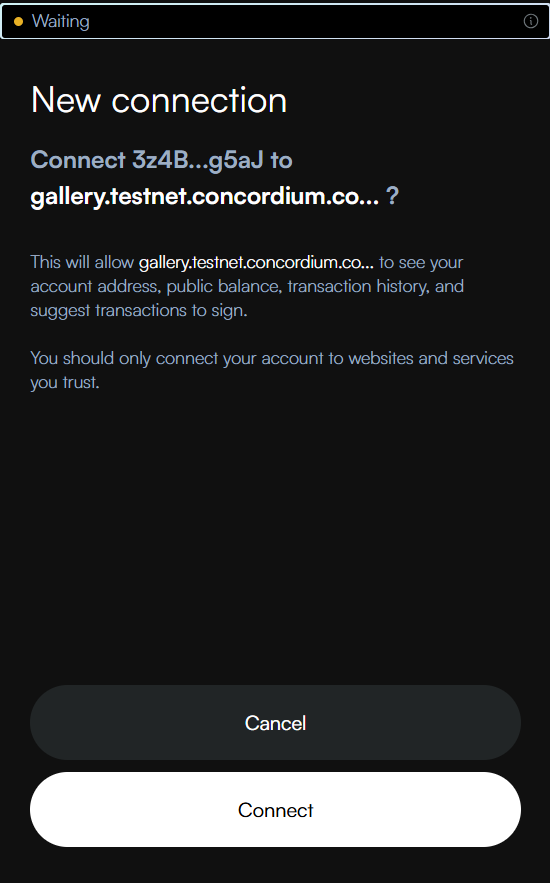 Waiting
New connection
Connect 3z4B...g5aJ to
gallery.testnet.concordium.co... ?
This will allow gallery.testnet.concordium.co... to see your
account address, public balance, transaction history, and
suggest transactions to sign.
You should only connect your account to websites and services
you trust.
Cancel
Connect